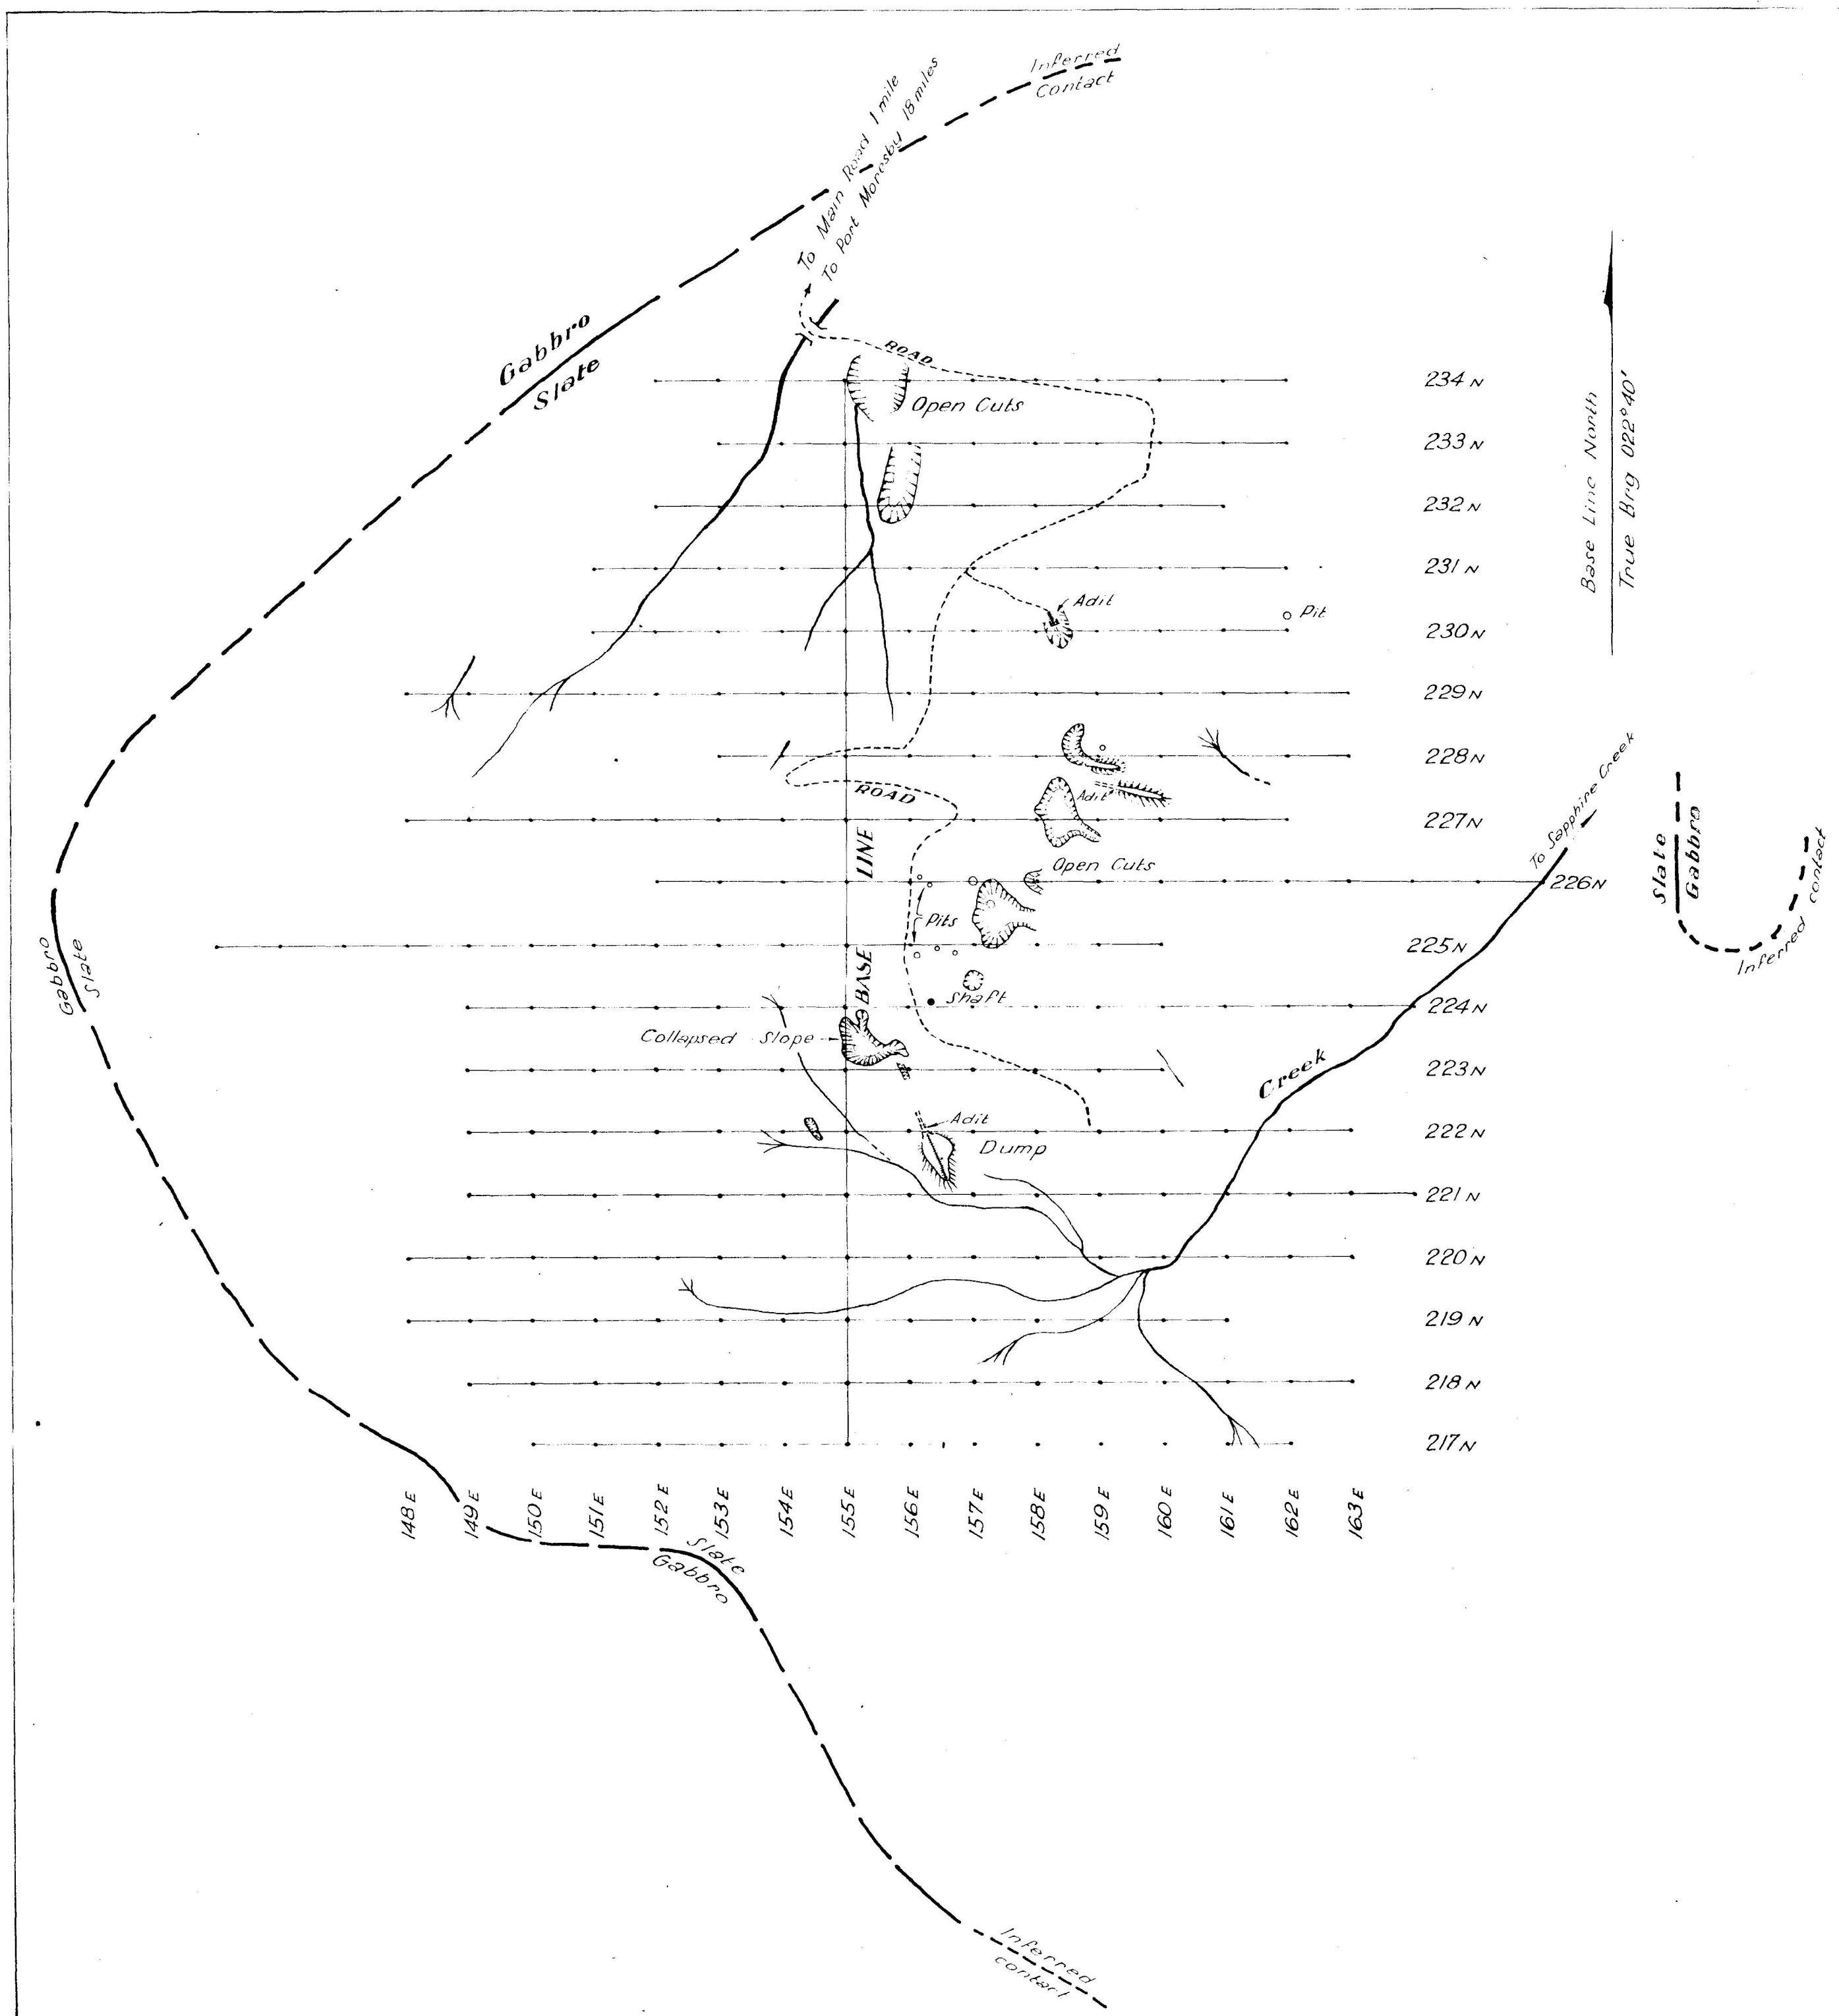 Inferred
Contact
To Main Road 1 mile
To Port Moresby 18 miles
Gabbro
Slate
ROAD
234 N
Open Cuts
233 N
232 N
231 N
Adit
Pit
230 N
Base Line North
True Brg 022°40'
229 N
228 N
Adit
ROAD
227 N
LINE
Open Cuts
To Sapphire Creek
226 N
Slate
Gabbro
Inferred
contact
Pits
225 N
Gabbro
Slate
BASE
Shaft
224 N
Collapsed Slope
223 N
Creek
Adit
222 N
Dump
221 N
220 N
219 N
218 N
217 N
148 E
149 E
150 E
151 E
152 E
153 E
154 E
155 E
156 E
157 E
158 E
159 E
160 E
161 E
162 E
163 E
Slate
Gabbro
Inferred
contact